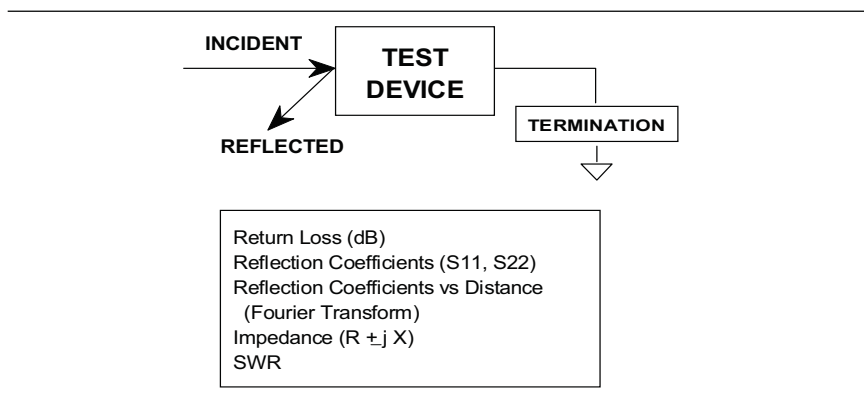 INCIDENT
TEST
DEVICE
REFLECTED
TERMINATION
Return Loss (dB)
Reflection Coefficients (S11, S22)
Reflection Coefficients vs Distance
(Fourier Transform)
Impedance (R ± j X)
SWR